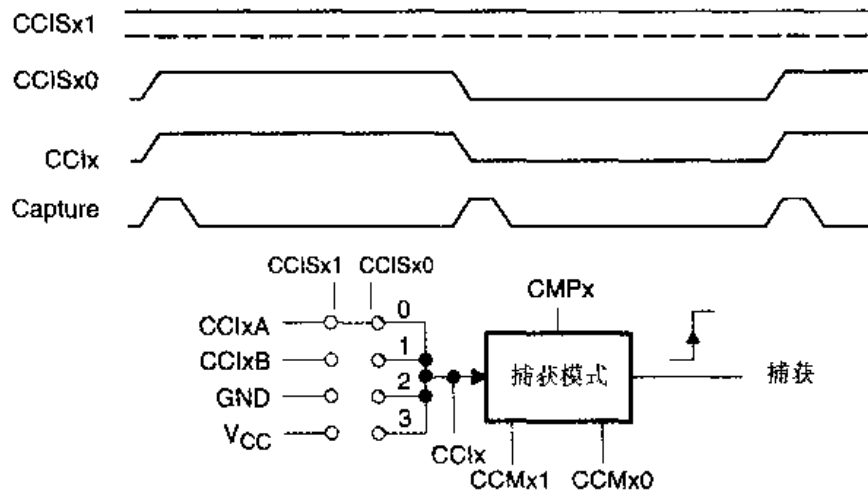 CCISx1
CCISx0
CCIx
Capture
CCISx1 CCISx0
CMPx
CCIxA 0
CCIxB 1
GND 2
VCC 3
捕获模式
捕获
CCIx
CCMx1 CCMx0